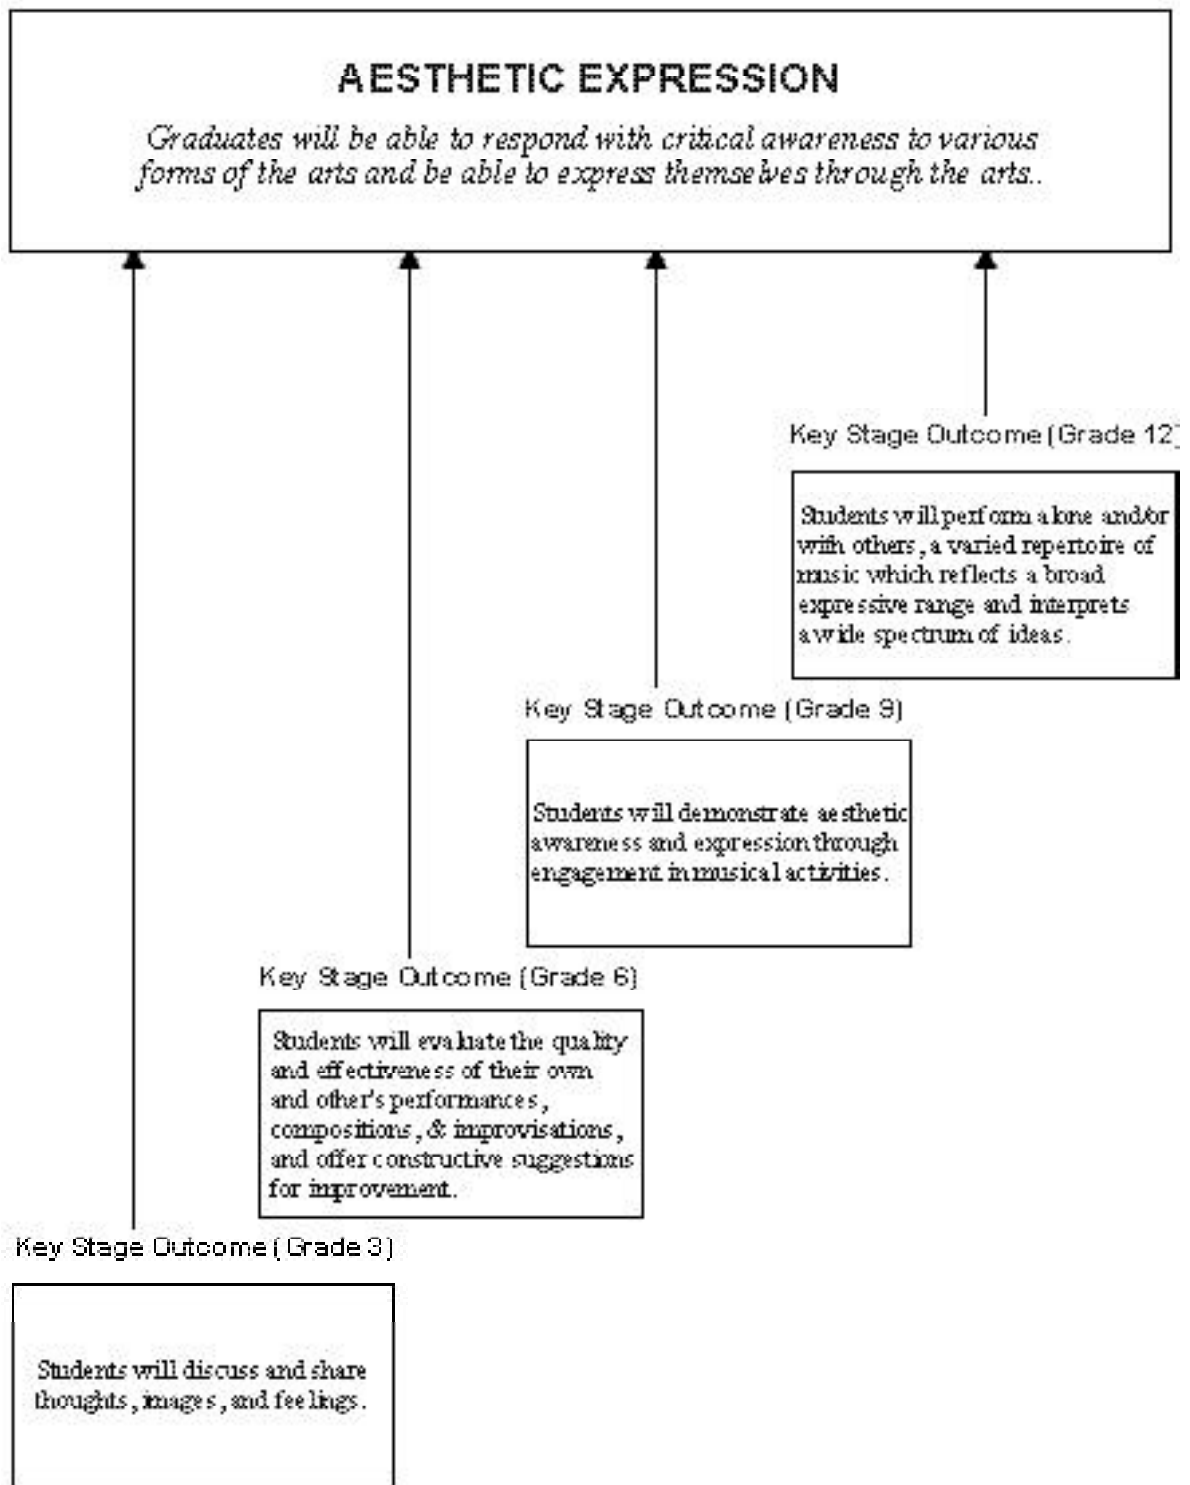 AESTHETIC EXPRESSION
Graduates will be able to respond with critical awareness to various
forms of the arts and be able to express themselves through the arts..
Key Stage Outcome (Grade 12)
Students will perform alone and/or
with others, a varied repertoire of
music which reflects a broad
expressive range and interprets
a wide spectrum of ideas.
Key Stage Outcome (Grade 9)
Students will demonstrate aesthetic
awareness and expression through
engagement in musical activities.
Key Stage Outcome (Grade 6)
Students will evaluate the quality
and effectiveness of their own
and other's performances,
compositions, & improvisations,
and offer constructive suggestions
for improvement.
Key Stage Outcome (Grade 3)
Students will discuss and share
thoughts, images, and feelings.